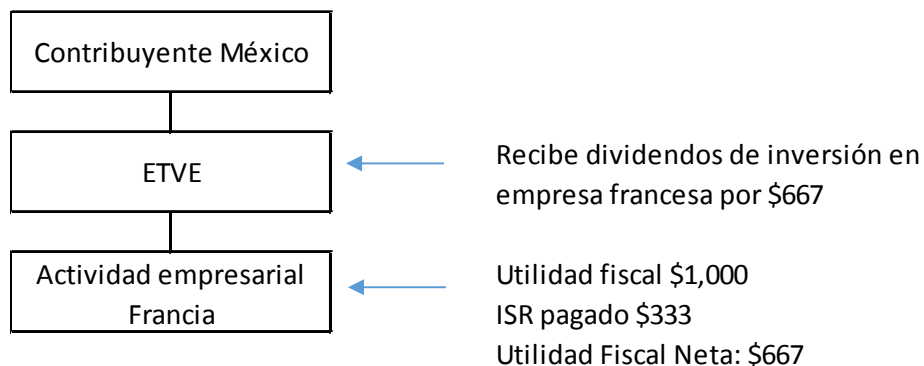 Contribuyente México
ETVE
Recibe dividendos de inversión en
empresa francesa por $667
Actividad empresarial
Francia
Utilidad fiscal $1,000
ISR pagado $333
Utilidad Fiscal Neta: $667